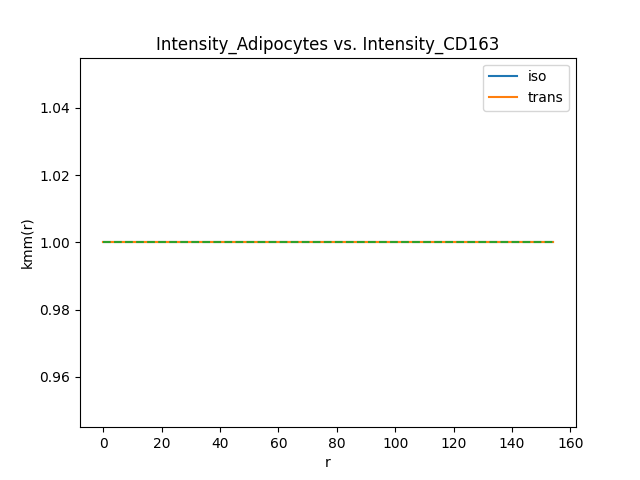 Intensity_Adipocytes vs. Intensity_CD163
iso
trans
1.04
1.02
1.00
0.98
0.96
kmm(r)
0 20 40 60 80 100 120 140 160
r